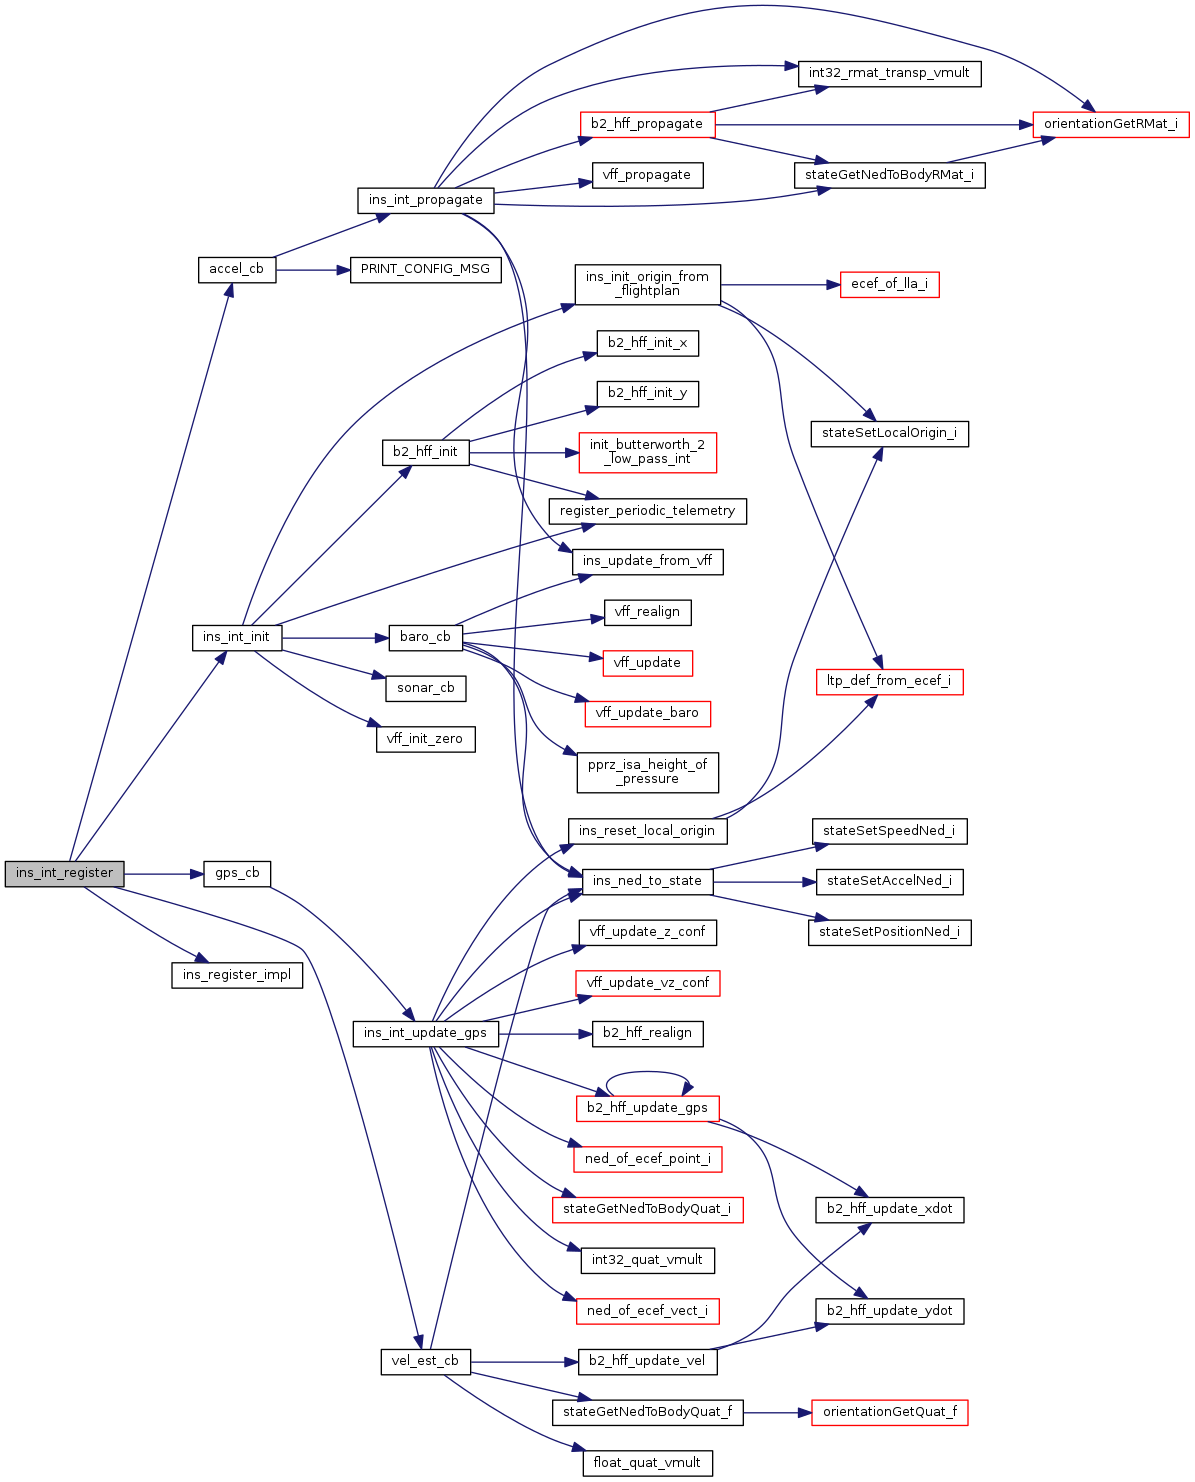 int32_rmat_transp_vmult
b2_hff_propagate
orientationGetRMat_i
vff_propagate
stateGetNedToBodyRMat_i
ins_int_propagate
accel_cb
PRINT_CONFIG_MSG
ins_init_origin_from
_flightplan
ecef_of_lla_i
b2_hff_init_x
b2_hff_init_y
stateSetLocalOrigin_i
b2_hff_init
init_butterworth_2
_low_pass_int
register_periodic_telemetry
ins_update_from_vff
vff_realign
ins_int_init
baro_cb
vff_update
sonar_cb
ltp_def_from_ecef_i
vff_update_baro
vff_init_zero
pprz_isa_height_of
_pressure
ins_reset_local_origin
stateSetSpeedNed_i
ins_int_register
gps_cb
ins_ned_to_state
stateSetAccelNed_i
vff_update_z_conf
stateSetPositionNed_i
ins_register_impl
vff_update_vz_conf
ins_int_update_gps
b2_hff_realign
b2_hff_update_gps
ned_of_ecef_point_i
stateGetNedToBodyQuat_i
b2_hff_update_xdot
int32_quat_vmult
ned_of_ecef_vect_i
b2_hff_update_ydot
vel_est_cb
b2_hff_update_vel
stateGetNedToBodyQuat_f
orientationGetQuat_f
float_quat_vmult